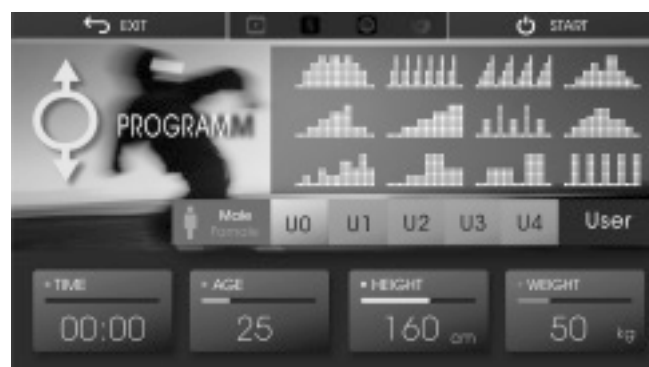 EXIT
START
PROGRAMM
Male
Female
U0 U1 U2 U3 U4 User
TIME
00:00
AGE
25
HEIGHT
160 cm
WEIGHT
50 kg